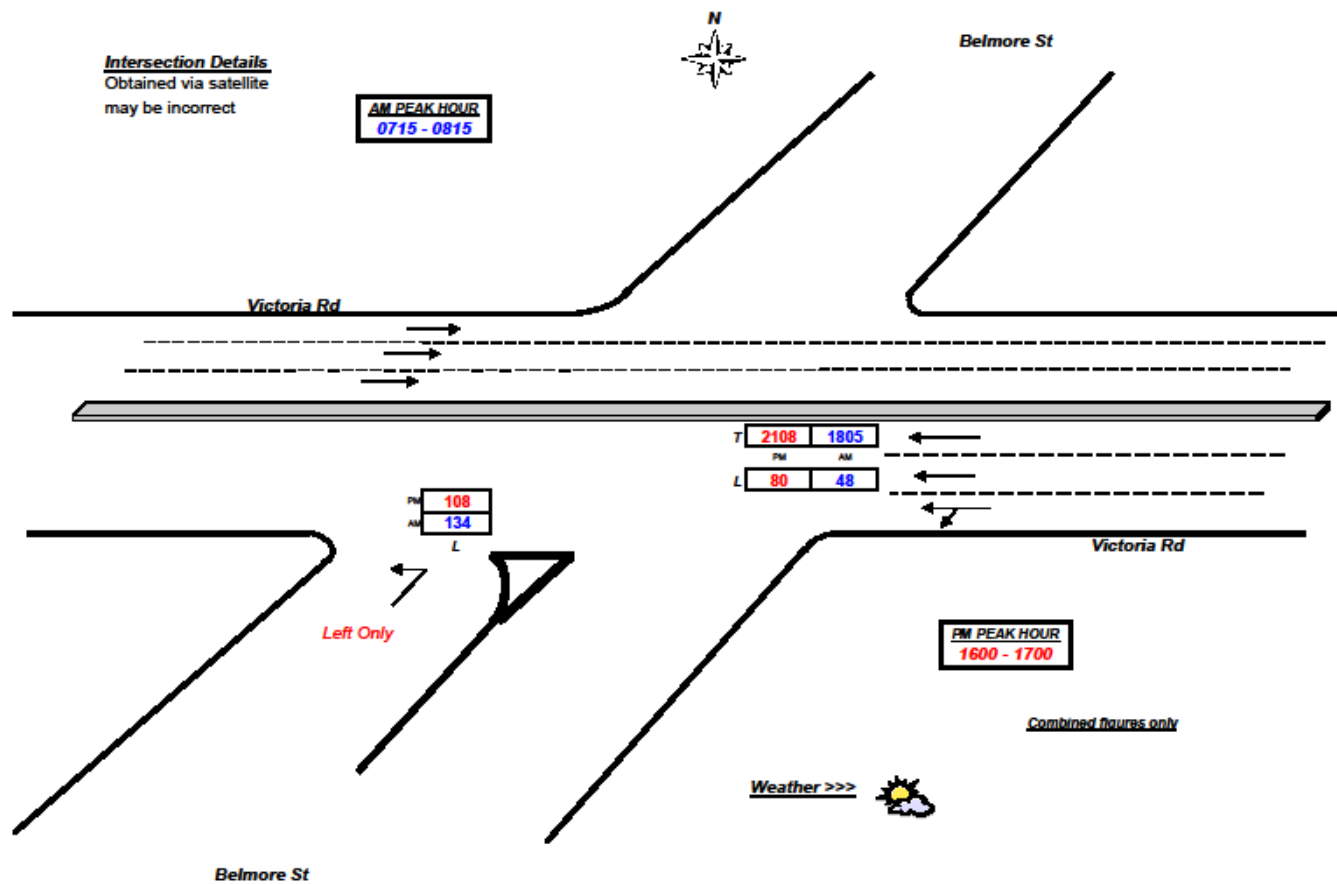 N
Belmore St
Intersection Details
Obtained via satellite
may be incorrect
AM PEAK HOUR
0715 - 0815
Victoria Rd
T 2108 1805
PM AM
L 80 48
PM 108
AM 134
L
Victoria Rd
Left Only
PM PEAK HOUR
1600 - 1700
Combined figures only
Weather >>>
Belmore St